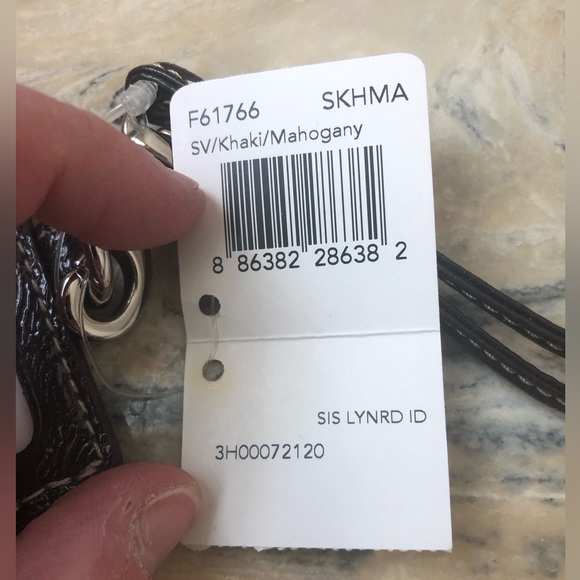 F61766 SKHMA
SV/Khaki/Mahogany
8 86382 28638 2
SIS LYNRD ID
3H00072120